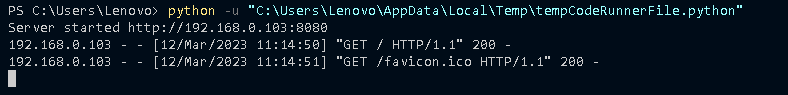 PS C:\Users\Lenovo> python -u "C:\Users\Lenovo\AppData\Local\Temp\tempCodeRunnerFile.python"
Server started http://192.168.0.103:8080
192.168.0.103 - - [12/Mar/2023 11:14:50] "GET / HTTP/1.1" 200 -
192.168.0.103 - - [12/Mar/2023 11:14:51] "GET /favicon.ico HTTP/1.1" 200 -